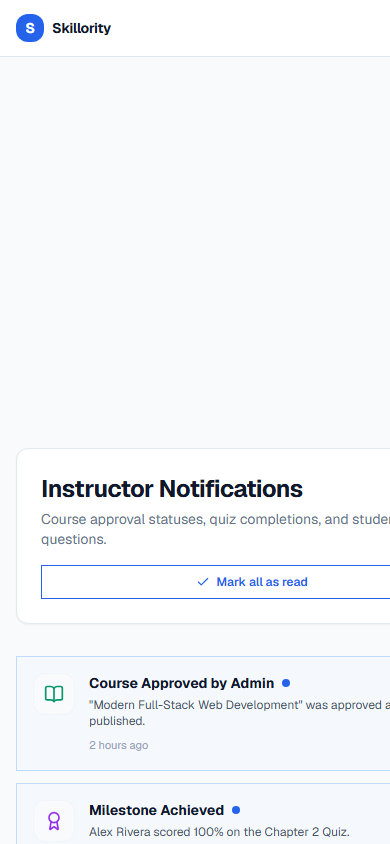 S Skillority
Instructor Notifications
Course approval statuses, quiz completions, and
questions.
Mark all as read
Course Approved by Admin
"Modern Full-Stack Web Development" was approved
published.
2 hours ago
Milestone Achieved
Alex Rivera scored 100% on the Chapter 2 Quiz.